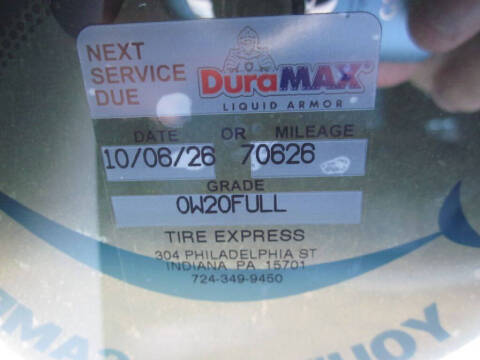 NEXT
SERVICE
DUE
DuraMAX®
LIQUID ARMOR
DATE OR MILEAGE
10/06/26 70626
GRADE
0W20FULL
TIRE EXPRESS
304 PHILADELPHIA ST
INDIANA PA 15701
724-349-9450
YOU